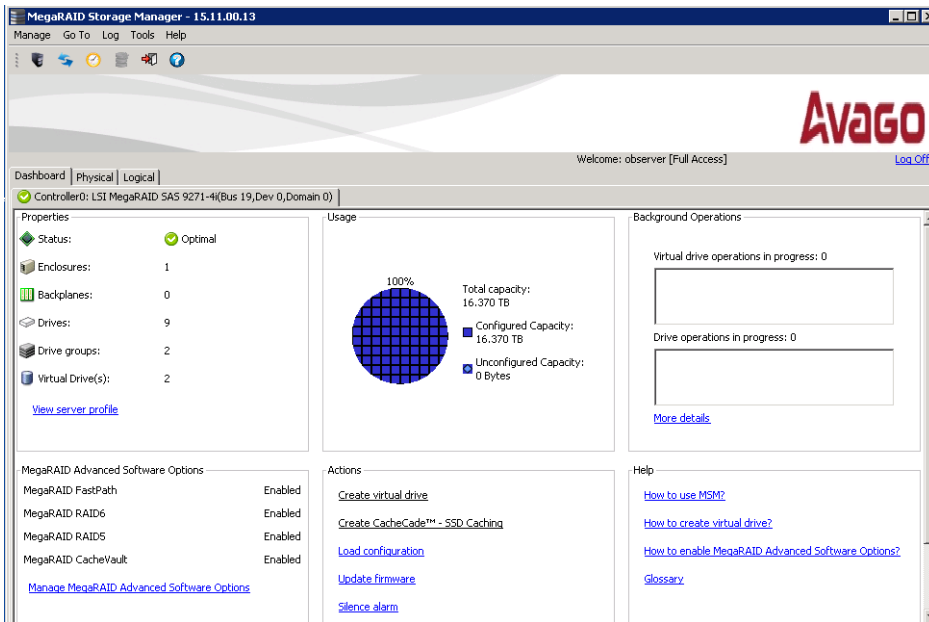 MegaRAID Storage Manager - 15.11.00.13
Manage Go To Log Tools Help
AVAGO
Welcome: observer [Full Access]
Log Off
Dashboard Physical Logical
Controller0: LSI MegaRAID SAS 9271-4i(Bus 19,Dev 0,Domain 0)
Properties
Status: Optimal
Enclosures: 1
Backplanes: 0
Drives: 9
Drive groups: 2
Virtual Drive(s): 2
View server profile
Usage
100%
Total capacity:
16.370 TB
Configured Capacity:
16.370 TB
Unconfigured Capacity:
0 Bytes
Background Operations
Virtual drive operations in progress: 0
Drive operations in progress: 0
More details
MegaRAID Advanced Software Options
MegaRAID FastPath Enabled
MegaRAID RAID6 Enabled
MegaRAID RAID5 Enabled
MegaRAID CacheVault Enabled
Manage MegaRAID Advanced Software Options
Actions
Create virtual drive
Create CacheCade™ - SSD Caching
Load configuration
Update firmware
Silence alarm
Help
How to use MSM?
How to create virtual drive?
How to enable MegaRAID Advanced Software Options?
Glossary